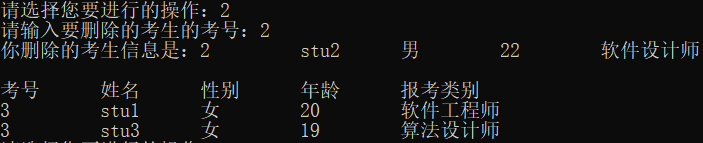 请选择您要进行的操作：2
请输入要删除的考生的考号：2
你删除的考生信息是：2 stu2 男 22 软件设计师
考号 姓名 性别 年龄 报考类别
3 stu1 女 20 软件工程师
3 stu3 女 19 算法设计师